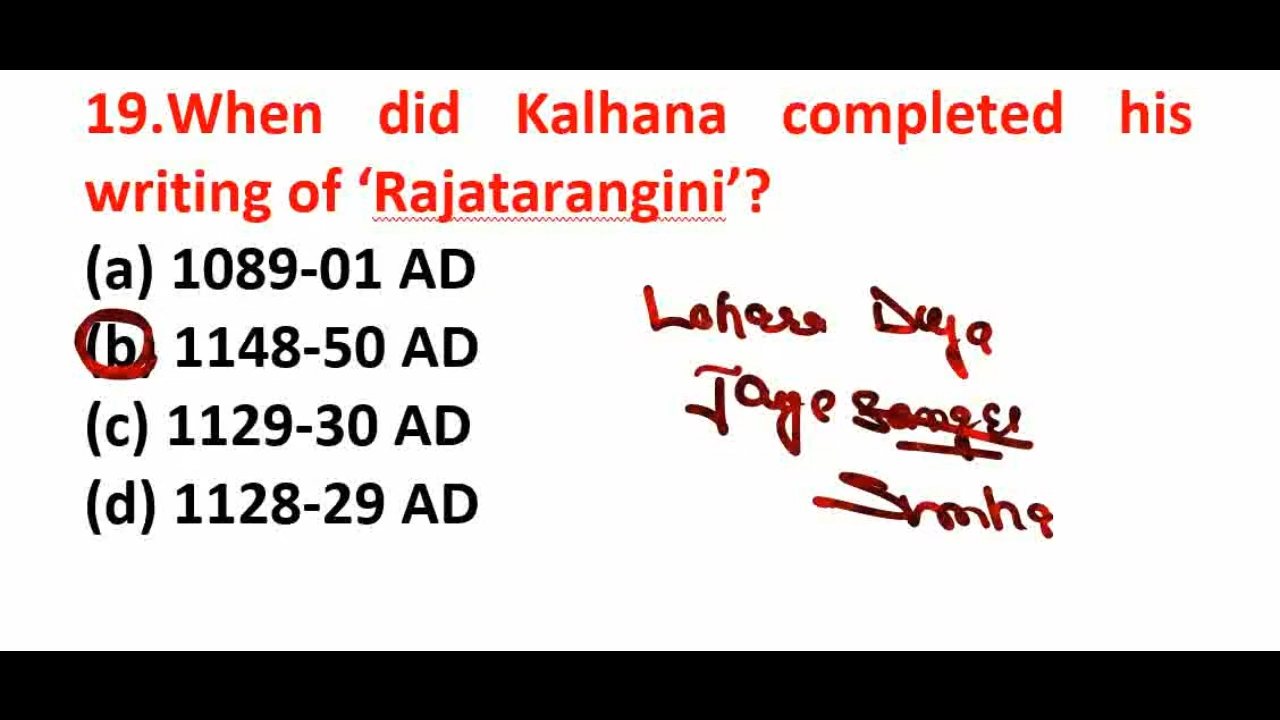 19.When did Kalhana completed his
writing of ‘Rajatarangini’?
(a) 1089-01 AD
(b) 1148-50 AD
(c) 1129-30 AD
(d) 1128-29 AD
Lohara
Jaya
Simha